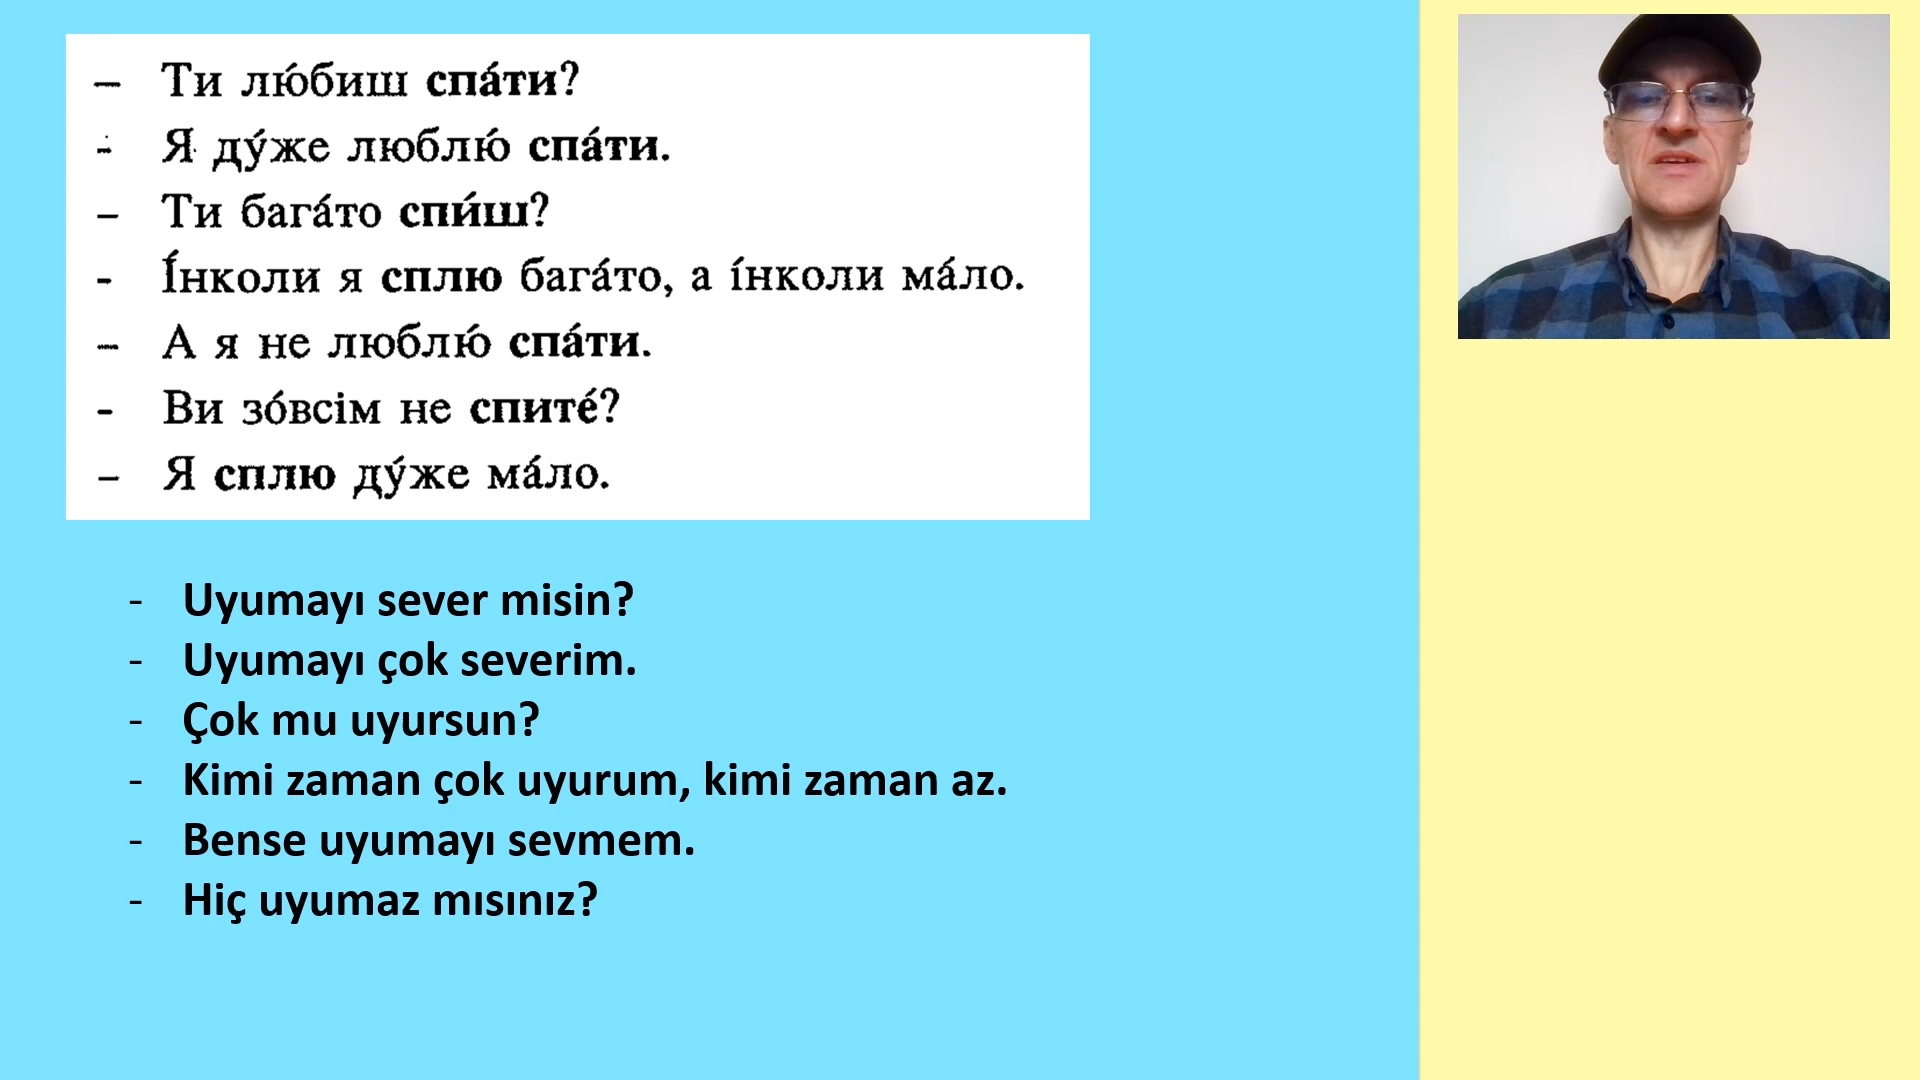 – Ти лю́биш спа́ти?
- Я ду́же люблю́ спа́ти.
– Ти бага́то спи́ш?
- І́нколи я сплю бага́то, а і́нколи ма́ло.
– А я не люблю́ спа́ти.
- Ви зо́всім не спите́?
– Я сплю ду́же ма́ло.
- Uyumayı sever misin?
- Uyumayı çok severim.
- Çok mu uyursun?
- Kimi zaman çok uyurum, kimi zaman az.
- Bense uyumayı sevmem.
- Hiç uyumaz mısınız?